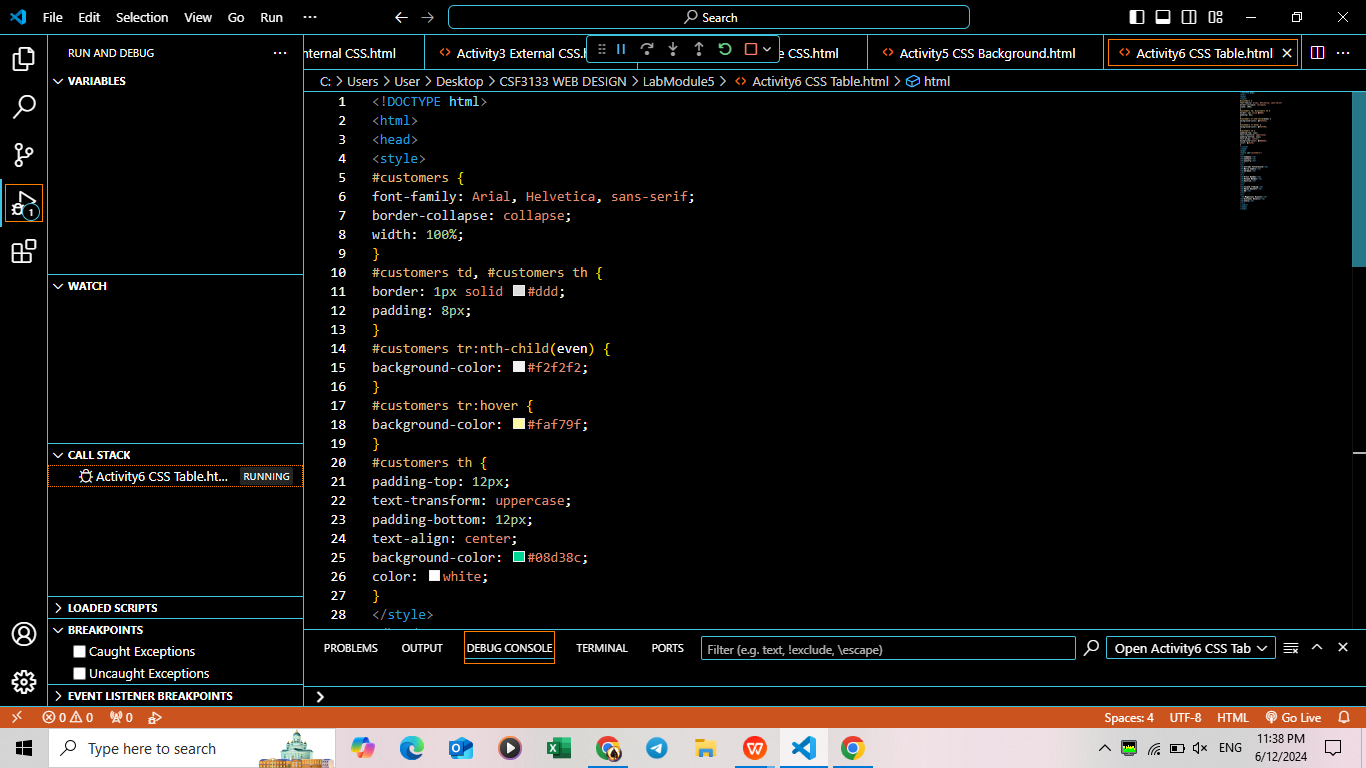 File Edit Selection View Go Run ··· Search
RUN AND DEBUG ···
nternal CSS.html Activity3 External CSS.h e CSS.html Activity5 CSS Background.html Activity6 CSS Table.html ···
VARIABLES
C: > Users > User > Desktop > CSF3133 WEB DESIGN > LabModule5 > Activity6 CSS Table.html > html
1 <!DOCTYPE html>
2 <html>
3 <head>
4 <style>
5 #customers {
6 font-family: Arial, Helvetica, sans-serif;
7 border-collapse: collapse;
8 width: 100%;
9 }
10 #customers td, #customers th {
11 border: 1px solid #ddd;
12 padding: 8px;
13 }
14 #customers tr:nth-child(even) {
15 background-color: #f2f2f2;
16 }
17 #customers tr:hover {
18 background-color: #faf79f;
19 }
20 #customers th {
21 padding-top: 12px;
22 text-transform: uppercase;
23 padding-bottom: 12px;
24 text-align: center;
25 background-color: #08d38c;
26 color: white;
27 }
28 </style>
1
WATCH
CALL STACK
Activity6 CSS Table.ht... RUNNING
LOADED SCRIPTS
BREAKPOINTS
Caught Exceptions
Uncaught Exceptions
EVENT LISTENER BREAKPOINTS
PROBLEMS OUTPUT DEBUG CONSOLE TERMINAL PORTS Filter (e.g. text, !exclude, \escape) Open Activity6 CSS Tab
>
0 0 0 Spaces: 4 UTF-8 HTML Go Live
Type here to search ENG 11:38 PM
6/12/2024